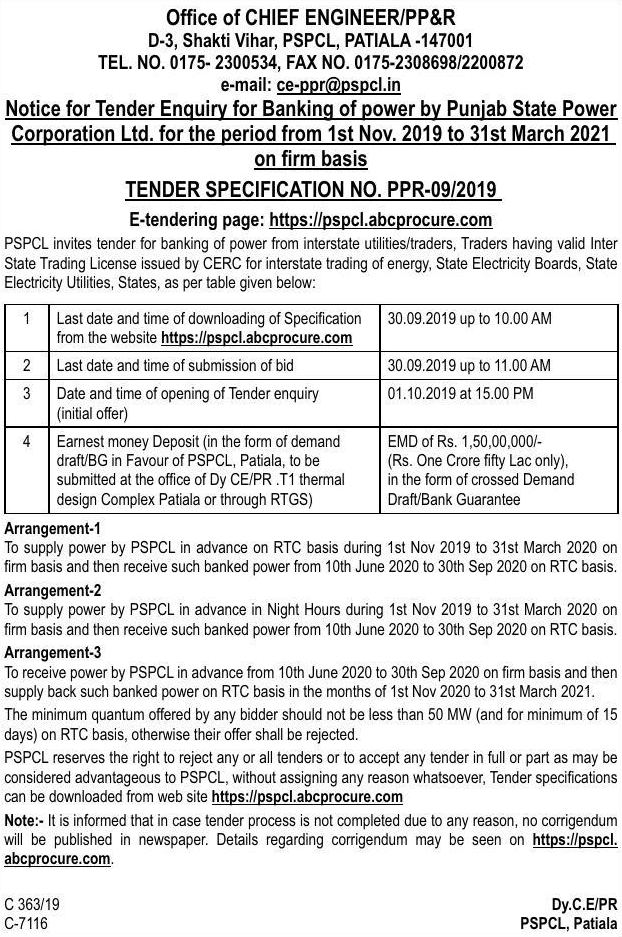 Office of CHIEF ENGINEER/PP&R
D-3, Shakti Vihar, PSPCL, PATIALA -147001
TEL. NO. 0175- 2300534, FAX NO. 0175-2308698/2200872
e-mail: ce-ppr@pspcl.in
Notice for Tender Enquiry for Banking of power by Punjab State Power
Corporation Ltd. for the period from 1st Nov. 2019 to 31st March 2021
on firm basis
TENDER SPECIFICATION NO. PPR-09/2019
E-tendering page: https://pspcl.abcprocure.com
PSPCL invites tender for banking of power from interstate utilities/traders, Traders having valid Inter
State Trading License issued by CERC for interstate trading of energy, State Electricity Boards, State
Electricity Utilities, States, as per table given below:
1 Last date and time of downloading of Specification 30.09.2019 up to 10.00 AM
from the website https://pspcl.abcprocure.com
2 Last date and time of submission of bid 30.09.2019 up to 11.00 AM
3 Date and time of opening of Tender enquiry 01.10.2019 at 15.00 PM
(initial offer)
4 Earnest money Deposit (in the form of demand EMD of Rs. 1,50,00,000/-
draft/BG in Favour of PSPCL, Patiala, to be (Rs. One Crore fifty Lac only),
submitted at the office of Dy CE/PR .T1 thermal in the form of crossed Demand
design Complex Patiala or through RTGS) Draft/Bank Guarantee
Arrangement-1
To supply power by PSPCL in advance on RTC basis during 1st Nov 2019 to 31st March 2020 on
firm basis and then receive such banked power from 10th June 2020 to 30th Sep 2020 on RTC basis.
Arrangement-2
To supply power by PSPCL in advance in Night Hours during 1st Nov 2019 to 31st March 2020 on
firm basis and then receive such banked power from 10th June 2020 to 30th Sep 2020 on RTC basis.
Arrangement-3
To receive power by PSPCL in advance from 10th June 2020 to 30th Sep 2020 on firm basis and then
supply back such banked power on RTC basis in the months of 1st Nov 2020 to 31st March 2021.
The minimum quantum offered by any bidder should not be less than 50 MW (and for minimum of 15
days) on RTC basis, otherwise their offer shall be rejected.
PSPCL reserves the right to reject any or all tenders or to accept any tender in full or part as may be
considered advantageous to PSPCL, without assigning any reason whatsoever, Tender specifications
can be downloaded from web site https://pspcl.abcprocure.com
Note:- It is informed that in case tender process is not completed due to any reason, no corrigendum
will be published in newspaper. Details regarding corrigendum may be seen on https://pspcl.
abcprocure.com.
C 363/19 Dy.C.E/PR
C-7116 PSPCL, Patiala